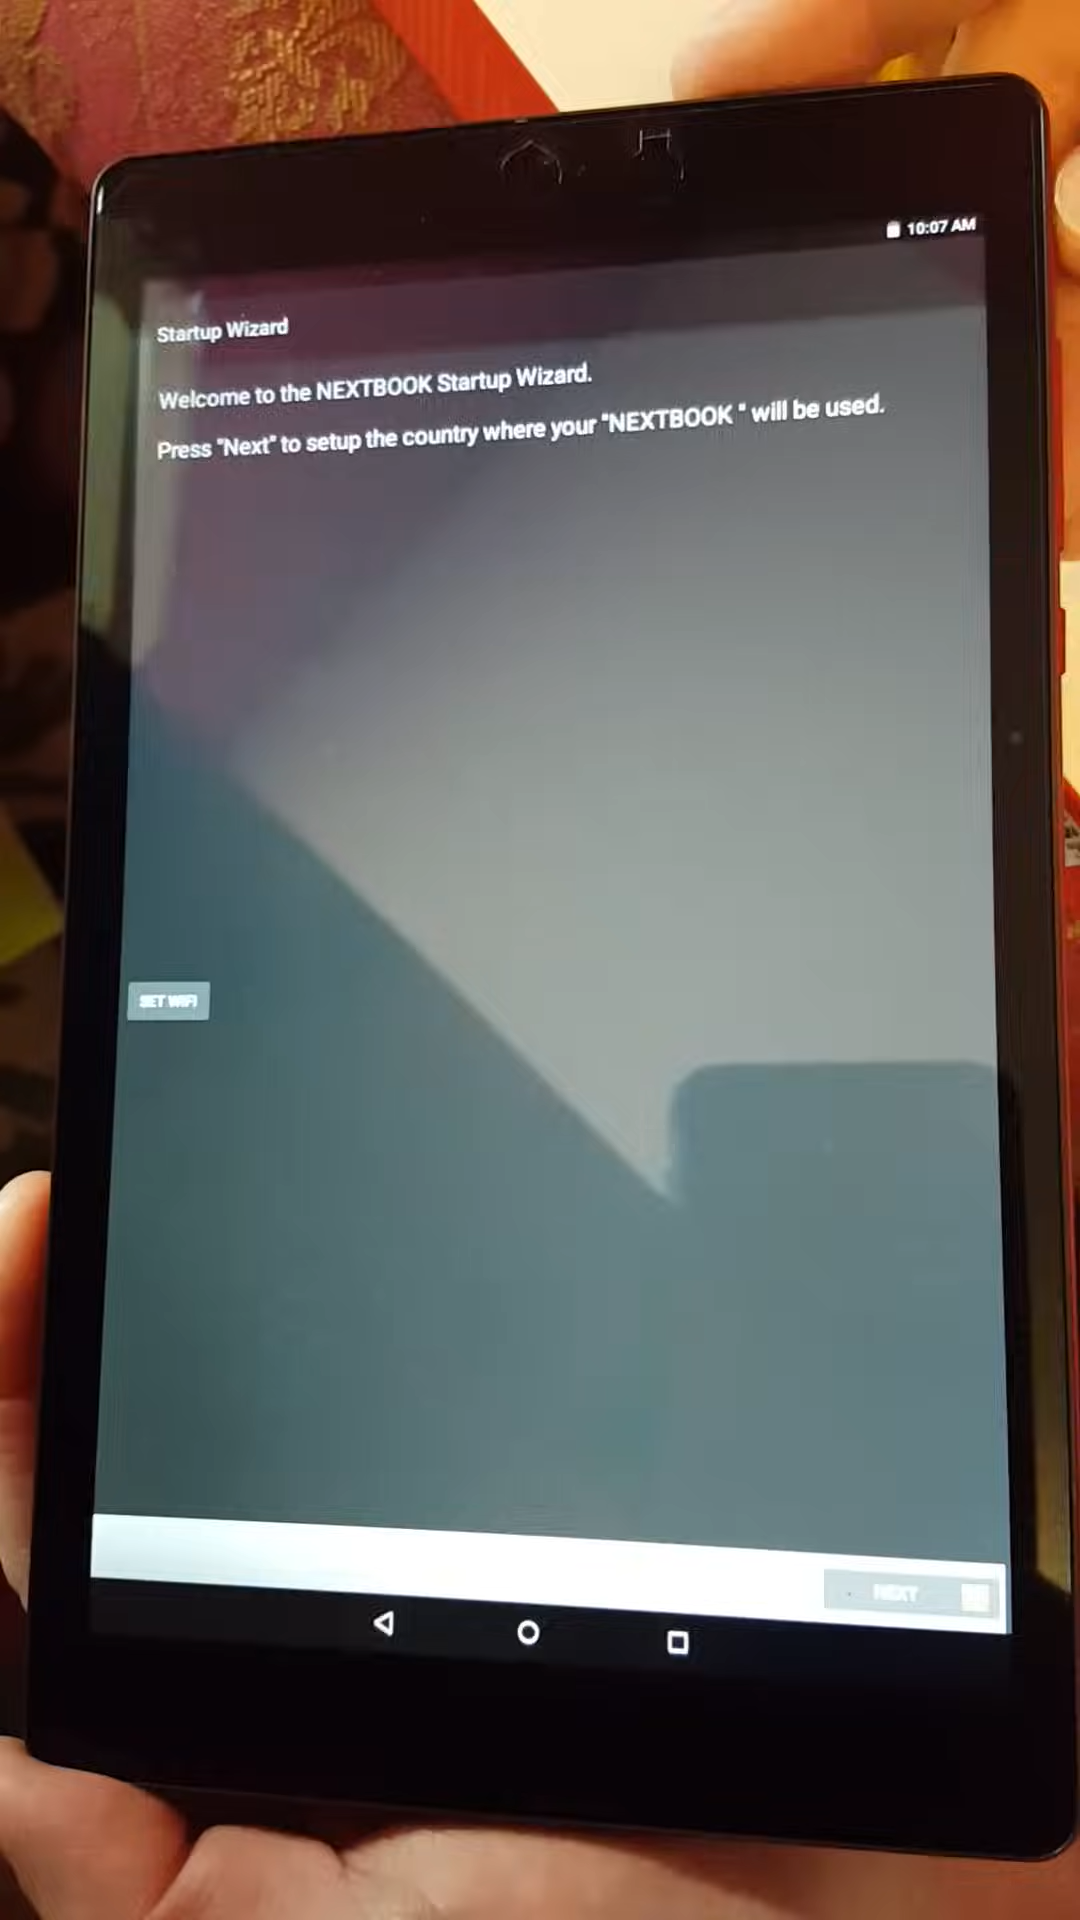 10:07 AM
Startup Wizard
Welcome to the NEXTBOOK Startup Wizard.
Press "Next" to setup the country where your "NEXTBOOK " will be used.
SET WIFI
NEXT